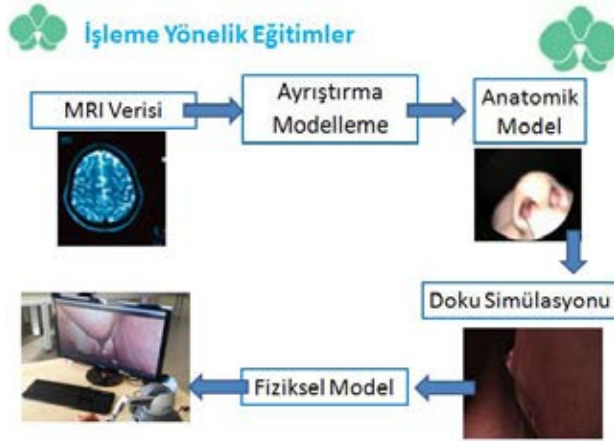 İşleme Yönelik Eğitimler
MRI Verisi
Ayrıştırma
Modelleme
Anatomik
Model
Doku Simülasyonu
Fiziksel Model